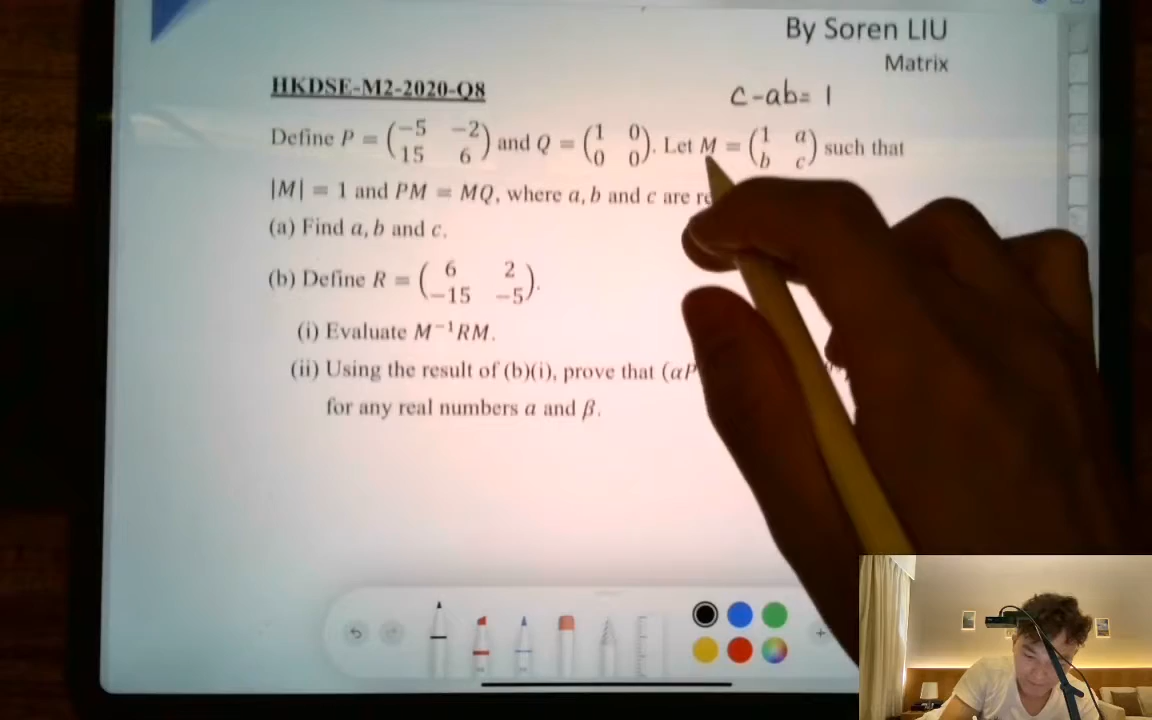 By Soren LIU
Matrix
HKDSE-M2-2020-Q8
c-ab= 1
Define P = (-5 -2 15 6) and Q = (1 0 0 0). Let M = (1 a b c) such that
|M| = 1 and PM = MQ, where a, b and c are
(a) Find a, b and c.
(b) Define R = (6 2 -15 -5).
(i) Evaluate M⁻¹RM.
(ii) Using the result of (b)(i), prove that (αP
for any real numbers α and β.